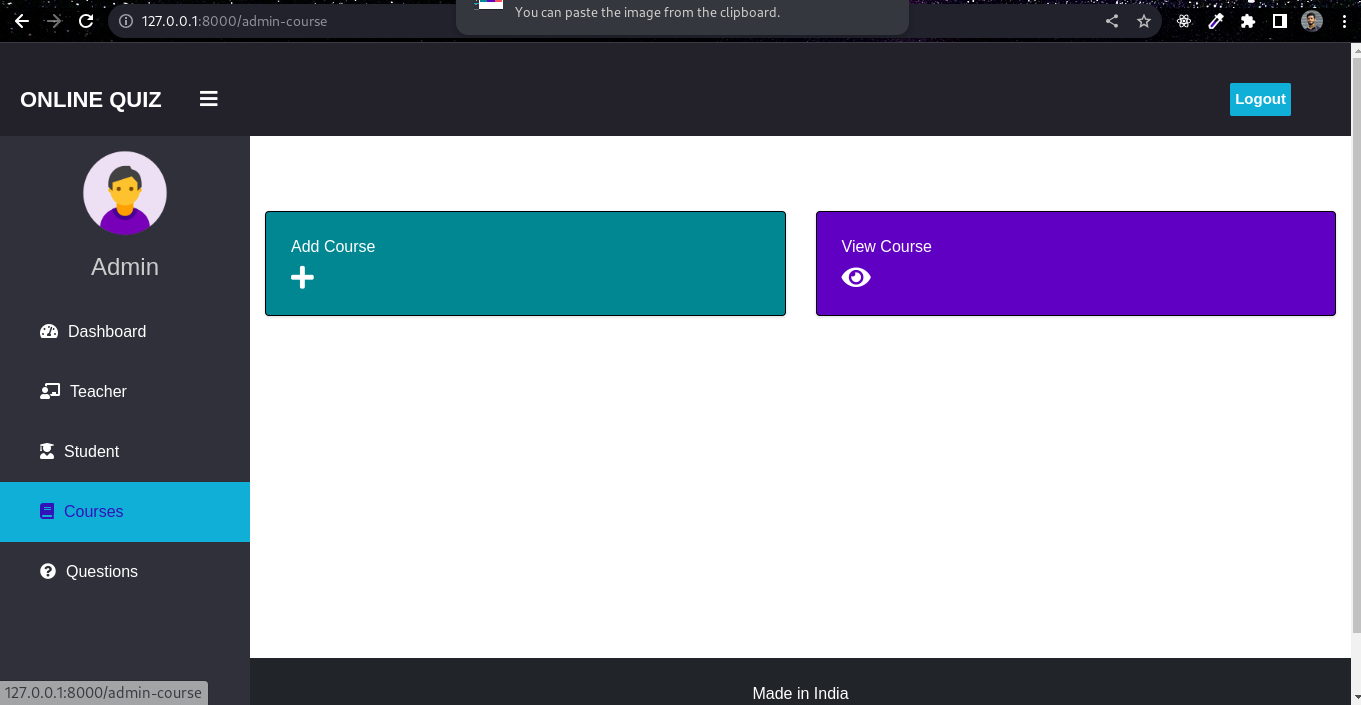 127.0.0.1:8000/admin-course
You can paste the image from the clipboard.
ONLINE QUIZ
Logout
Admin
Dashboard
Teacher
Student
Courses
Questions
Add Course
View Course
Made in India
127.0.0.1:8000/admin-course